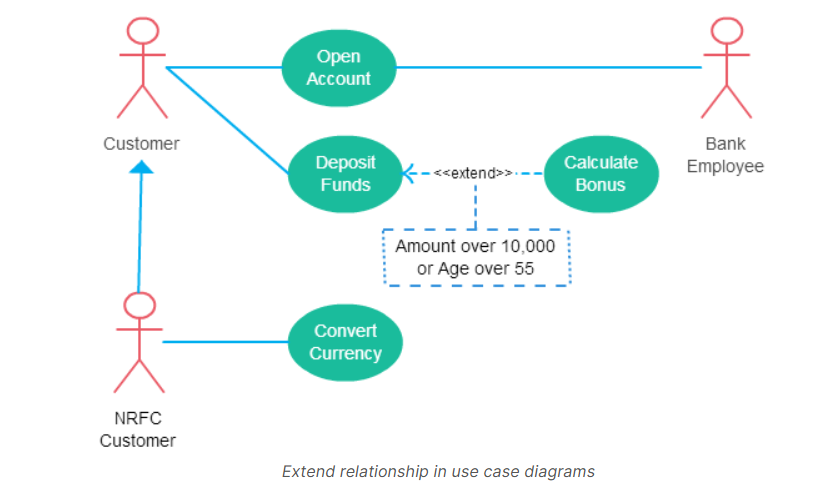 Open
Account
Customer
Bank
Employee
Deposit
Funds
<<extend>>
Calculate
Bonus
Amount over 10,000
or Age over 55
Convert
Currency
NRFC
Customer
Extend relationship in use case diagrams